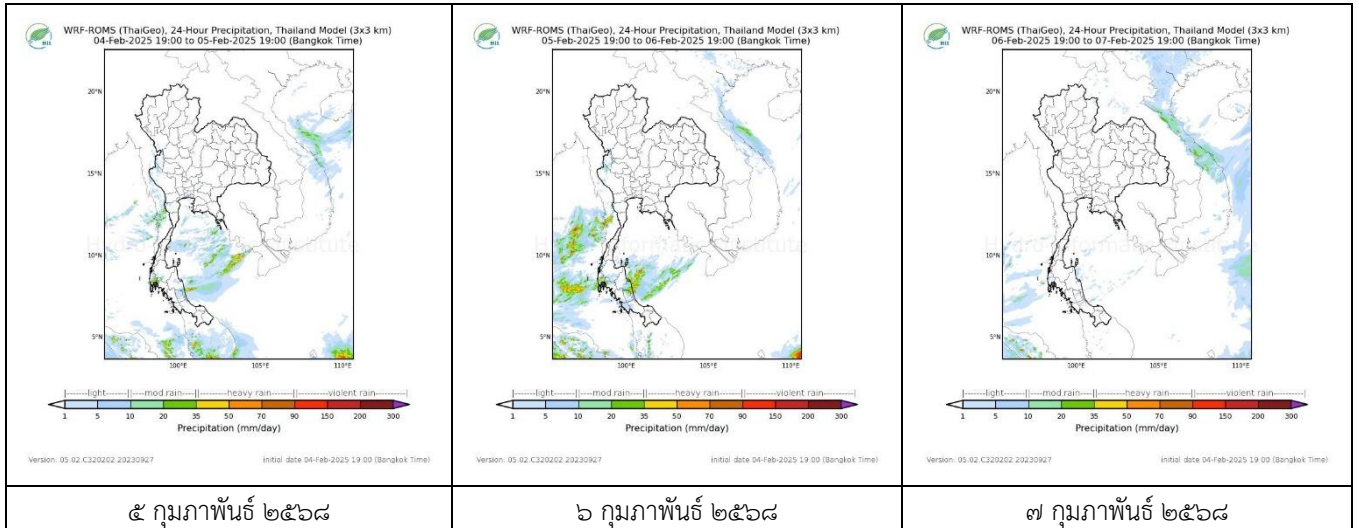 WRF-ROMS (ThaiGeo), 24-Hour Precipitation, Thailand Model (3x3 km)
04-Feb-2025 19:00 to 05-Feb-2025 19:00 (Bangkok Time)
HII
20°N
15°N
10°N
5°N
100°E
105°E
110°E
light
mod rain
heavy rain
violent rain
1 5 10 20 35 50 70 90 150 200 300
Precipitation (mm/day)
Version: 05.02.C320202.20230927
initial date 04-Feb-2025 19:00 (Bangkok Time)
๕ กุมภาพันธ์ ๒๕๖๘
WRF-ROMS (ThaiGeo), 24-Hour Precipitation, Thailand Model (3x3 km)
05-Feb-2025 19:00 to 06-Feb-2025 19:00 (Bangkok Time)
HII
20°N
15°N
10°N
5°N
100°E
105°E
110°E
light
mod rain
heavy rain
violent rain
1 5 10 20 35 50 70 90 150 200 300
Precipitation (mm/day)
Version: 05.02.C320202.20230927
initial date 04-Feb-2025 19:00 (Bangkok Time)
๖ กุมภาพันธ์ ๒๕๖๘
WRF-ROMS (ThaiGeo), 24-Hour Precipitation, Thailand Model (3x3 km)
06-Feb-2025 19:00 to 07-Feb-2025 19:00 (Bangkok Time)
HII
20°N
15°N
10°N
5°N
100°E
105°E
110°E
light
mod rain
heavy rain
violent rain
1 5 10 20 35 50 70 90 150 200 300
Precipitation (mm/day)
Version: 05.02.C320202.20230927
initial date 04-Feb-2025 19:00 (Bangkok Time)
๗ กุมภาพันธ์ ๒๕๖๘